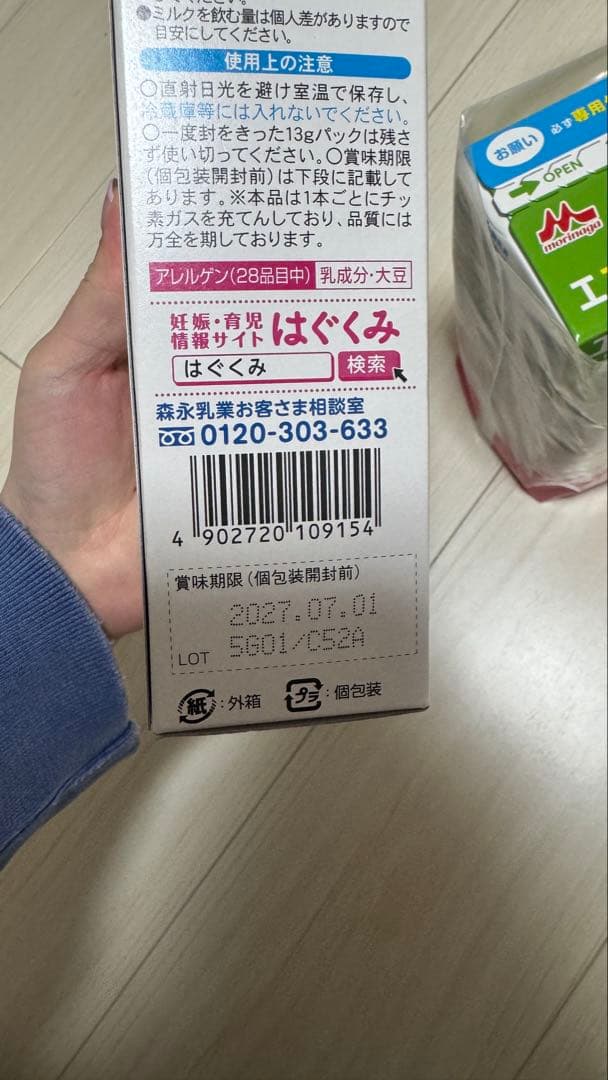 ●ミルクを飲む量は個人差がありますので
目安にしてください。
使用上の注意
○直射日光を避け室温で保存し、
冷蔵庫等には入れないでください。
○一度封をきった13gパックは残さ
ず使い切ってください。○賞味期限
(個包装開封前)は下段に記載して
あります。※本品は1本ごとにチッ
素ガスを充てんしており、品質には
万全を期しております。
アレルゲン(28品目中) 乳成分・大豆
妊娠・育児
情報サイト はぐくみ
はぐくみ 検索
森永乳業お客さま相談室
0120-303-633
4 902720 109154
賞味期限(個包装開封前)
2027.07.01
LOT 5G01/C52A
紙:外箱 プラ:個包装
お願い 必ず専用
OPEN
morinaga
エ